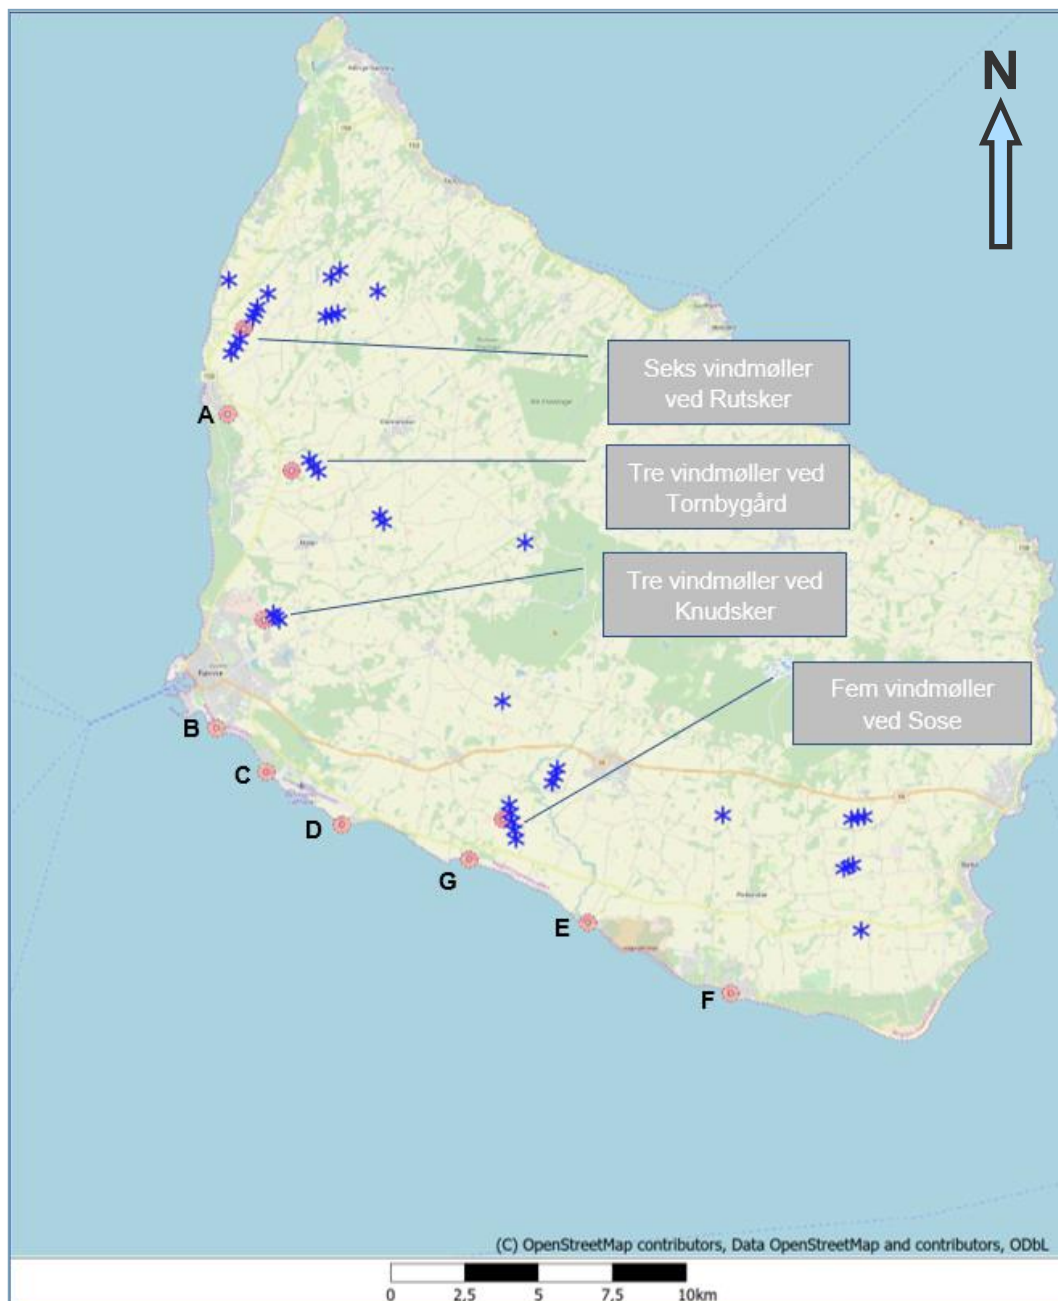 N
Seks vindmøller
ved Rutsker
A
Tre vindmøller ved
Tornbygård
Tre vindmøller ved
Knudsker
Fem vindmøller
ved Sose
B
C
D
G
E
F
(C) OpenStreetMap contributors, Data OpenStreetMap and contributors, ODbL
0 2,5 5 7,5 10km